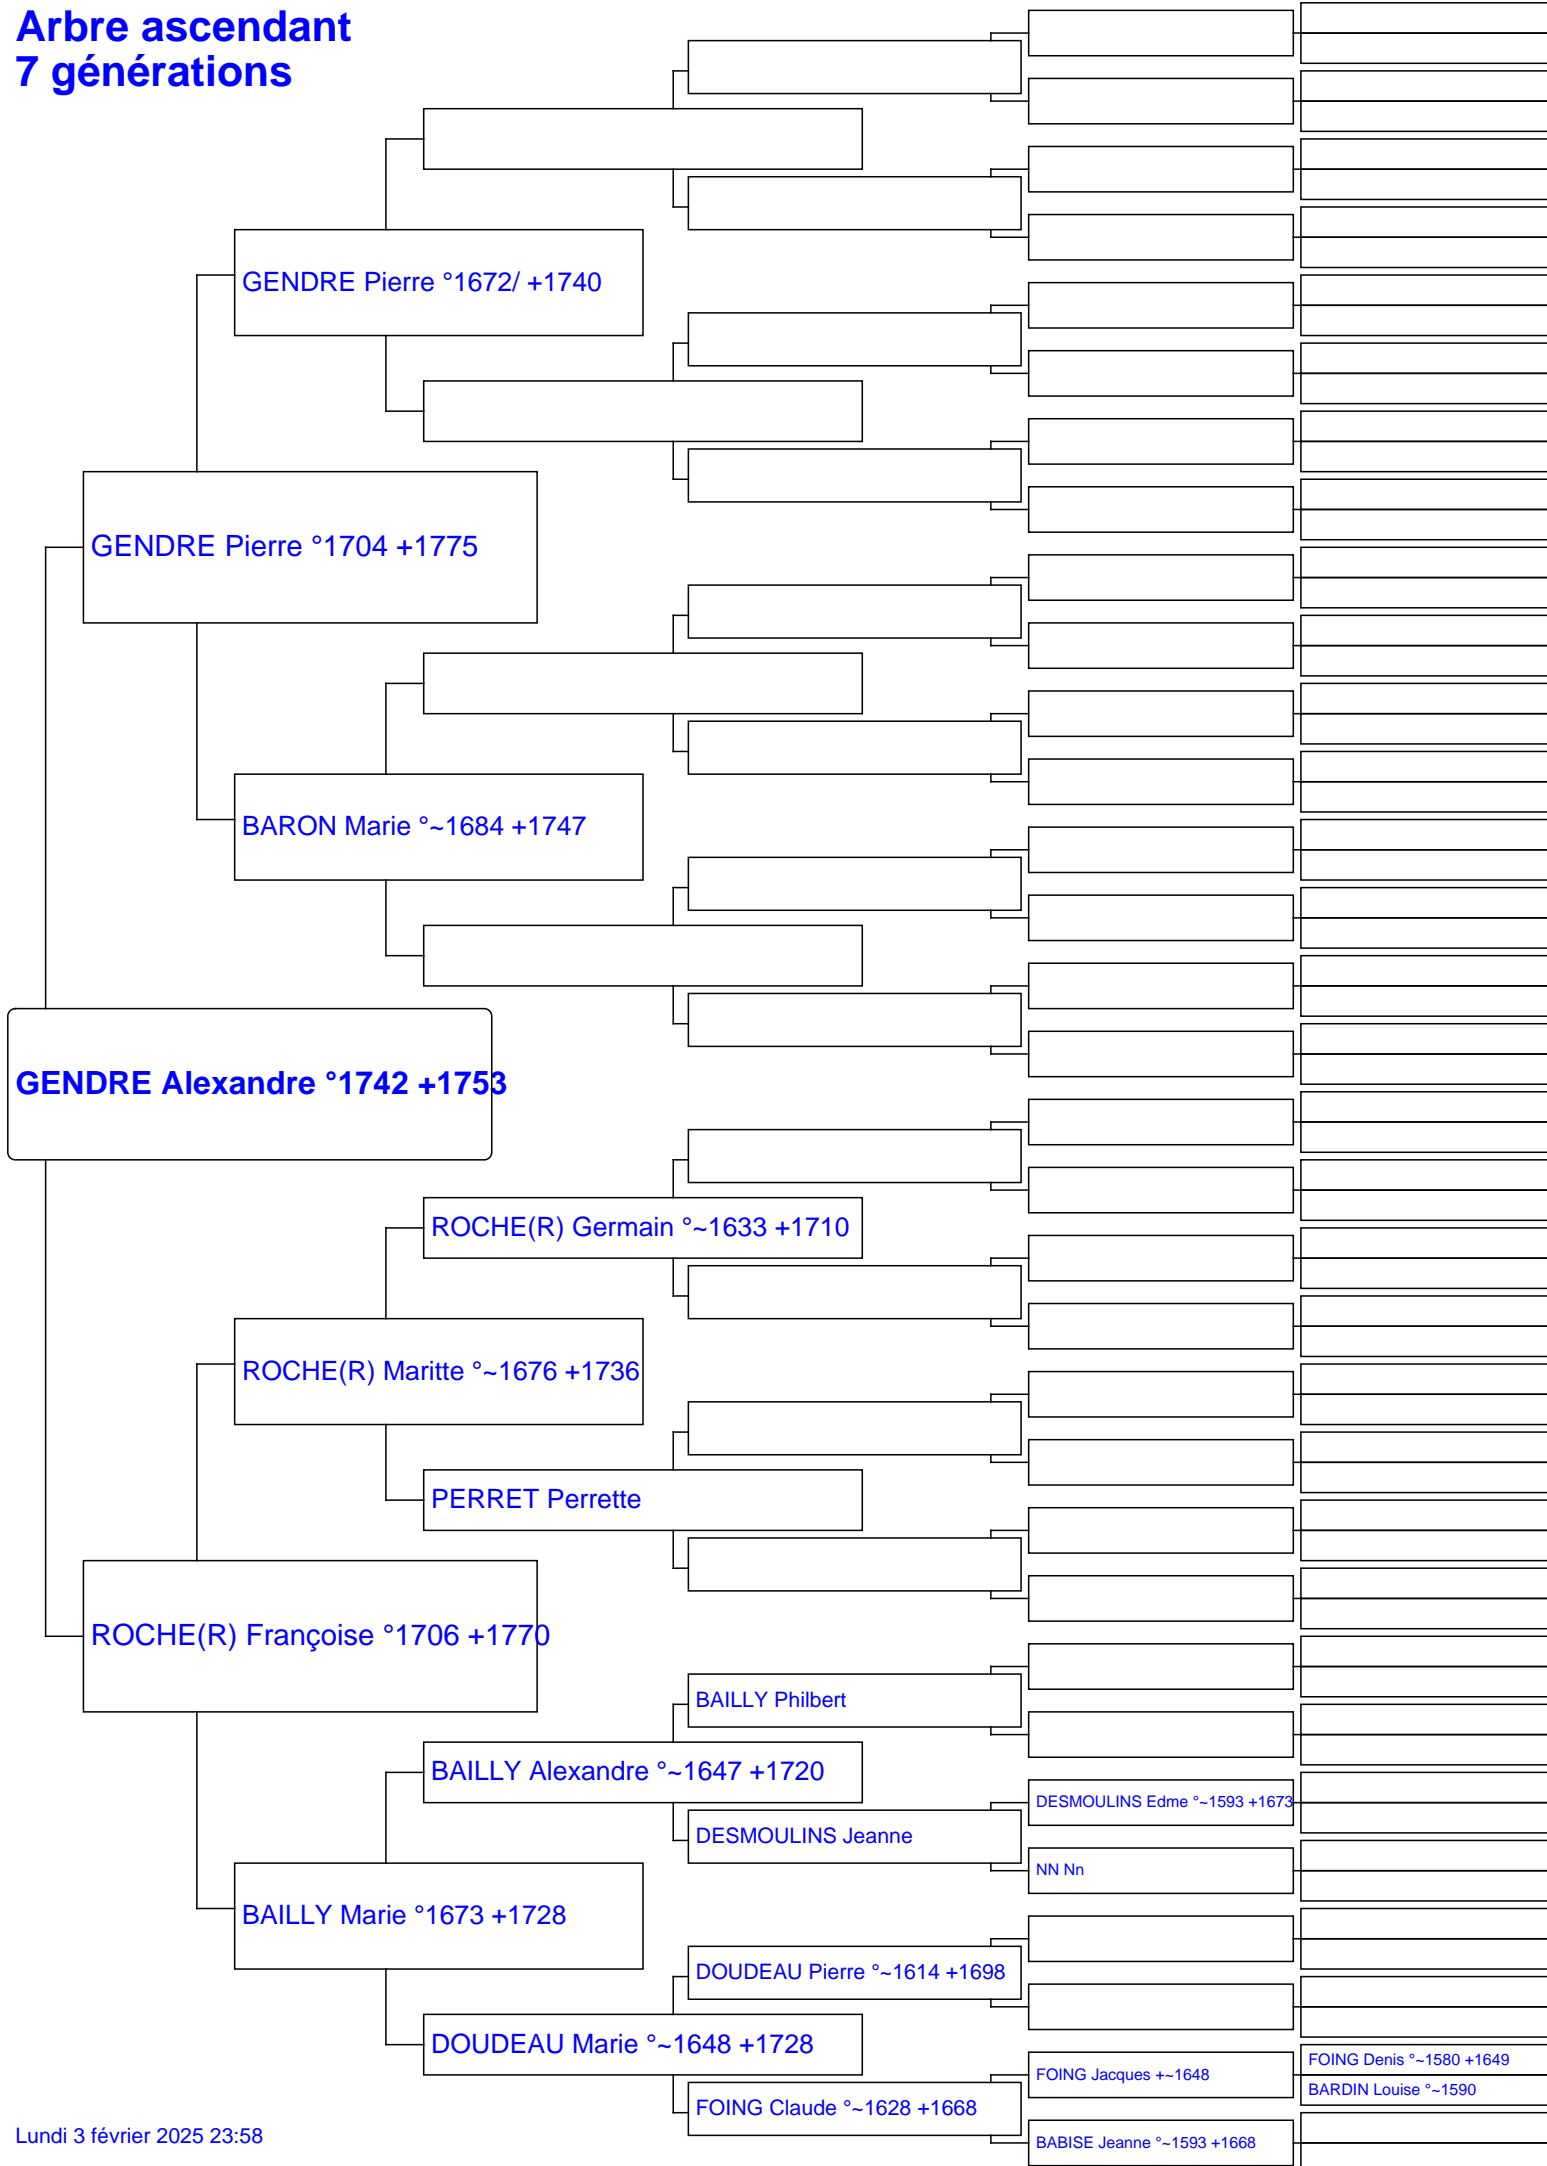 Arbre ascendant
7 générations
GENDRE Pierre °1672/ +1740
GENDRE Pierre °1704 +1775
BARON Marie °~1684 +1747
GENDRE Alexandre °1742 +1753
ROCHE(R) Germain °~1633 +1710
ROCHE(R) Maritte °~1676 +1736
PERRET Perrette
ROCHE(R) Françoise °1706 +1770
BAILLY Philbert
BAILLY Alexandre °~1647 +1720
DESMOULINS Edme °~1593 +1673
DESMOULINS Jeanne
NN Nn
BAILLY Marie °1673 +1728
DOUDEAU Pierre °~1614 +1698
DOUDEAU Marie °~1648 +1728
FOING Denis °~1580 +1649
FOING Jacques +~1648
BARDIN Louise °~1590
FOING Claude °~1628 +1668
BABISE Jeanne °~1593 +1668
Lundi 3 février 2025 23:58